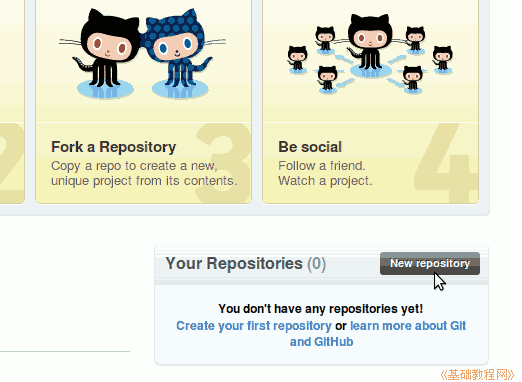 2
3
4
Fork a Repository
Copy a repo to create a new,
unique project from its contents.
Be social
Follow a friend.
Watch a project.
Your Repositories (0)
New repository
You don't have any repositories yet!
Create your first repository or learn more about Git
and GitHub
《基础教程网》